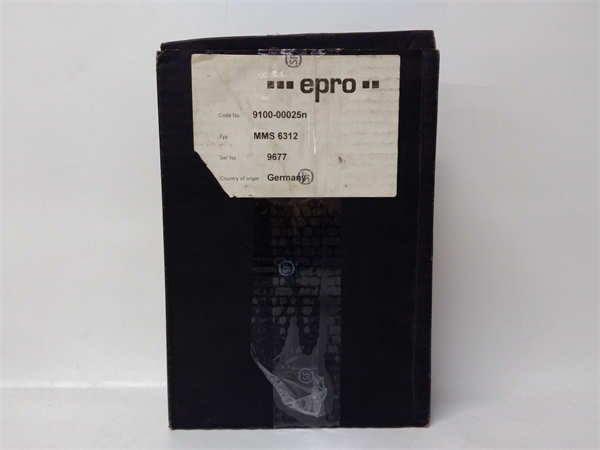 epro
Code No. 9100-00025n
Typ MMS 6312
Ser No 9677
Country of origin Germany